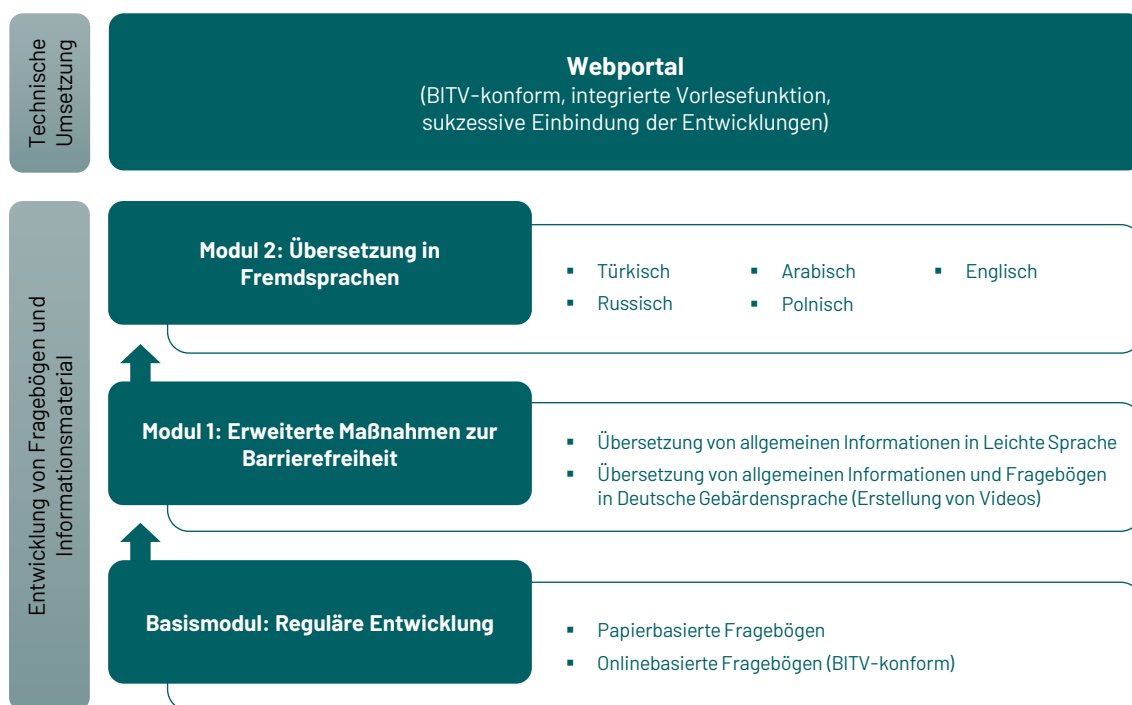 Technische
Umsetzung
Webportal
(BITV-konform, integrierte Vorlesefunktion,
sukzessive Einbindung der Entwicklungen)
Entwicklung von Fragebögen und
Informationsmaterial
Modul 2: Übersetzung in
Fremdsprachen
▪ Türkisch
▪ Arabisch
▪ Englisch
▪ Russisch
▪ Polnisch
Modul 1: Erweiterte Maßnahmen zur
Barrierefreiheit
▪ Übersetzung von allgemeinen Informationen in Leichte Sprache
▪ Übersetzung von allgemeinen Informationen und Fragebögen
in Deutsche Gebärdensprache (Erstellung von Videos)
Basismodul: Reguläre Entwicklung
▪ Papierbasierte Fragebögen
▪ Onlinebasierte Fragebögen (BITV-konform)